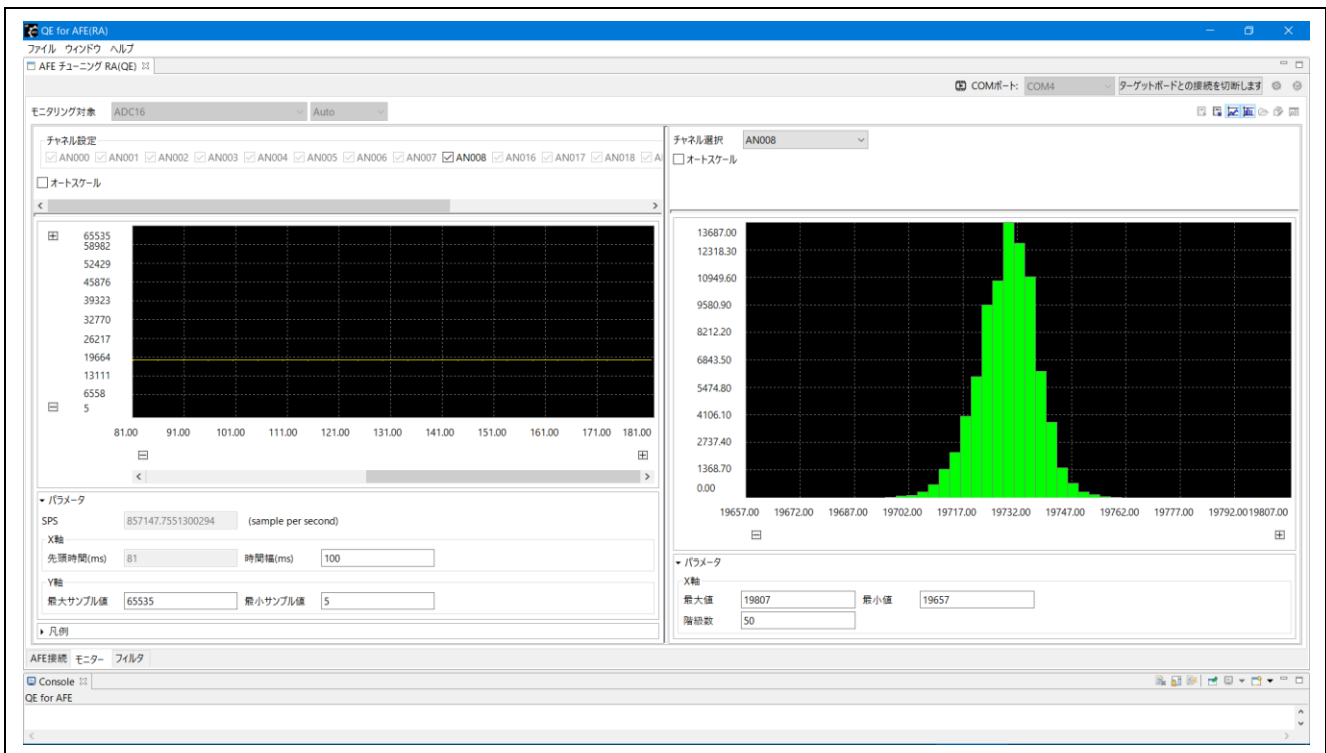 QE for AFE(RA)
ファイル ウィンドウ ヘルプ
AFE チューニング RA(QE)
COMポート: COM4 ターゲットボードとの接続を切断します
モニタリング対象 ADC16 Auto
チャネル設定
AN000 AN001 AN002 AN003 AN004 AN005 AN006 AN007 AN008 AN016 AN017 AN018
オートスケール
65535
58982
52429
45876
39323
32770
26217
19664
13111
6558
5
81.00 91.00 101.00 111.00 121.00 131.00 141.00 151.00 161.00 171.00 181.00
パラメータ
SPS 857147.7551300294 (sample per second)
X軸
先頭時間(ms) 81 時間幅(ms) 100
Y軸
最大サンプル値 65535 最小サンプル値 5
凡例
チャネル選択 AN008
オートスケール
13687.00
12318.30
10949.60
9580.90
8212.20
6843.50
5474.80
4106.10
2737.40
1368.70
0.00
19657.00 19672.00 19687.00 19702.00 19717.00 19732.00 19747.00 19762.00 19777.00 19792.00 19807.00
パラメータ
X軸
最大値 19807 最小値 19657
階級数 50
AFE接続 モニター フィルタ
Console
QE for AFE